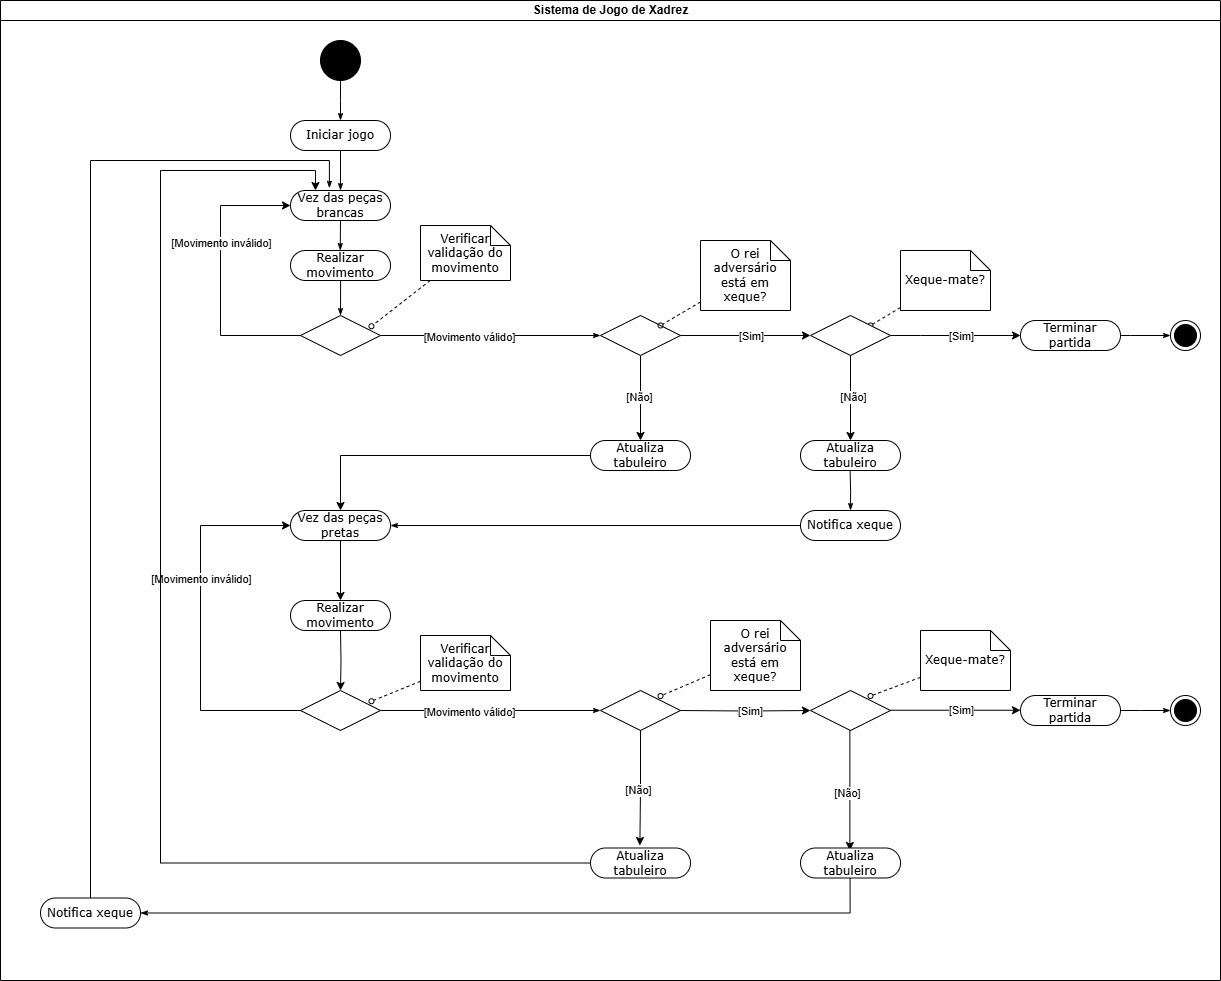 Sistema de Jogo de Xadrez
Iniciar jogo
Vez das peças
brancas
[Movimento inválido]
Realizar
movimento
Verificar
validação do
movimento
O rei
adversário
está em
xeque?
Xeque-mate?
[Movimento válido]
[Sim]
[Sim]
Terminar
partida
[Não]
[Não]
Atualiza
tabuleiro
Atualiza
tabuleiro
Vez das peças
pretas
Notifica xeque
[Movimento inválido]
Realizar
movimento
Verificar
validação do
movimento
O rei
adversário
está em
xeque?
Xeque-mate?
[Movimento válido]
[Sim]
[Sim]
Terminar
partida
[Não]
[Não]
Atualiza
tabuleiro
Atualiza
tabuleiro
Notifica xeque